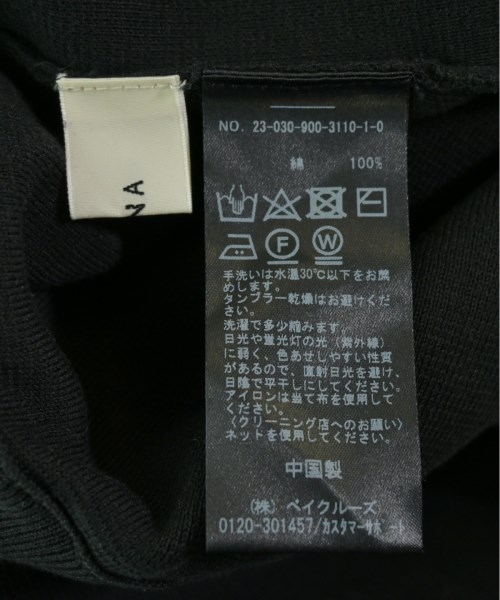 NA
NO. 23-030-900-3110-1-0
綿 100%
F W
手洗いは水温30℃以下をお薦
めします。
タンブラー乾燥はお避けくださ
い。
洗濯で多少縮みます。
日光や蛍光灯の光（紫外線）
に弱く、色あせしやすい性質
があるので、直射日光を避け、
日陰で平干しにしてください。
アイロンは当て布を使用して
ください。
〈クリーニング店へのお願い〉
ネットを使用してください。
中国製
（株）ベイクルーズ
0120-301457/カスタマーサポート